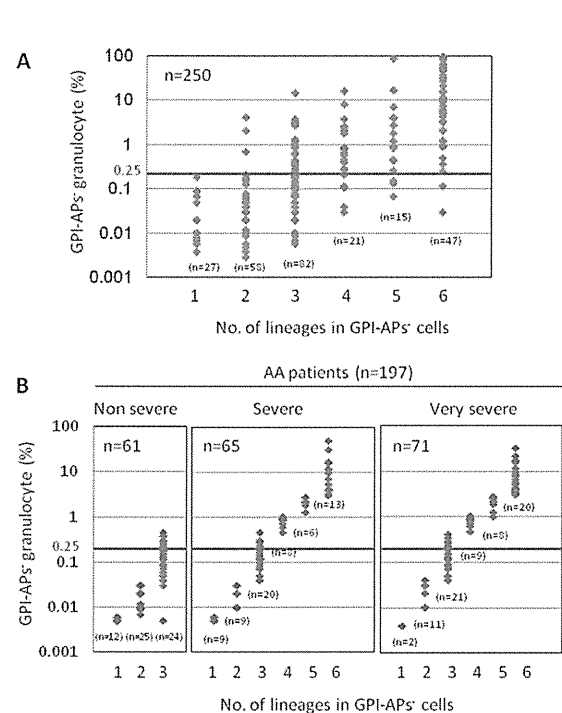 A
GPI-APs- granulocyte (%)
100
10
1
0.25
0.1
0.01
0.001
n=250
(n=27) (n=58) (n=82) (n=21) (n=15) (n=47)
1 2 3 4 5 6
No. of lineages in GPI-APs- cells
B
AA patients (n=197)
Non severe Severe Very severe
GPI-APs- granulocyte (%)
100
10
1
0.25
0.1
0.01
0.001
n=61
(n=12) (n=25) (n=24)
1 2 3
n=65
(n=13)
(n=6)
(n=8)
(n=20)
(n=9)
(n=9)
1 2 3 4 5 6
n=71
(n=20)
(n=8)
(n=9)
(n=21)
(n=11)
(n=2)
1 2 3 4 5 6
No. of lineages in GPI-APs- cells